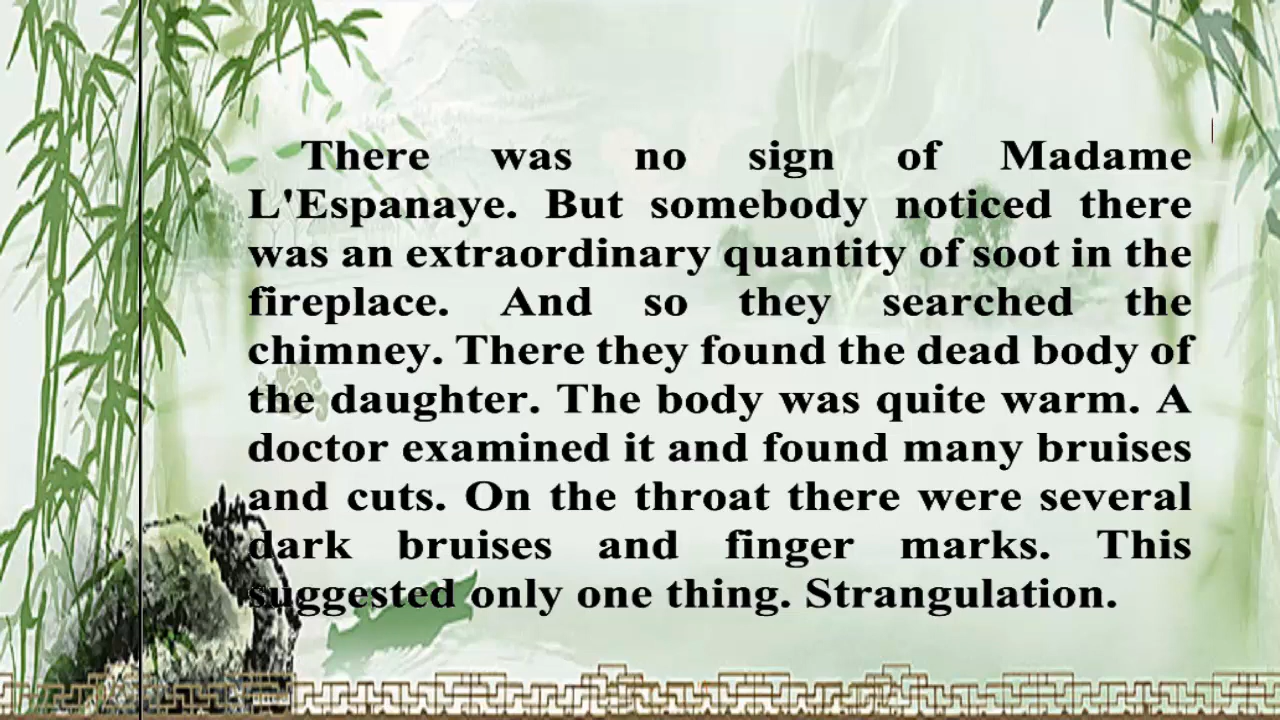 There was no sign of Madame
L'Espanaye. But somebody noticed there
was an extraordinary quantity of soot in the
fireplace. And so they searched the
chimney. There they found the dead body of
the daughter. The body was quite warm. A
doctor examined it and found many bruises
and cuts. On the throat there were several
dark bruises and finger marks. This
suggested only one thing. Strangulation.